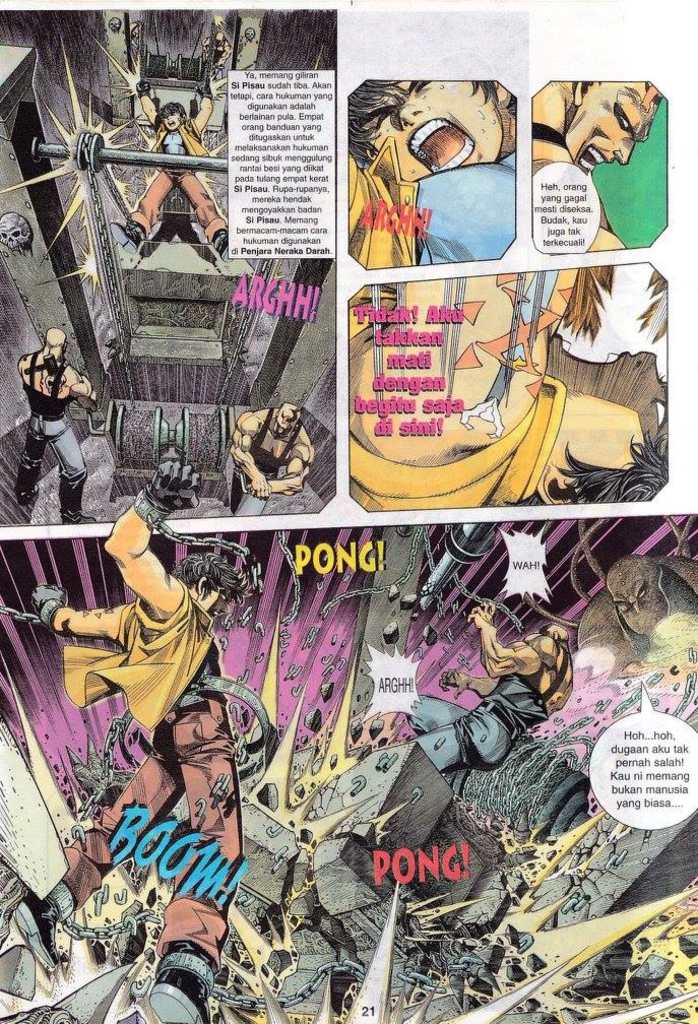 Ya, memang giliran
Si Pisau sudah tiba. Akan
tetapi, cara hukuman yang
digunakan adalah
berlainan pula. Empat
orang banduan yang
ditugaskan untuk
melaksanakan hukuman
sedang sibuk menggulung
rantai besi yang diikat
pada tulang empat kerat
Si Pisau. Rupa-rupanya,
mereka hendak
mengoyakkan badan
Si Pisau. Memang
bermacam-macam cara
hukuman digunakan
di Penjara Neraka Darah.
ARGHH!
ARGHH!
Heh, orang
yang gagal
mesti diseksa.
Budak, kau
juga tak
terkecuali!
Tidak! Aku
takkan
mati
dengan
begitu saja
di sini!
PONG!
WAH!
ARGHH!
Hoh...hoh,
dugaan aku tak
pernah salah!
Kau ni memang
bukan manusia
yang biasa....
BOOM!
PONG!
21